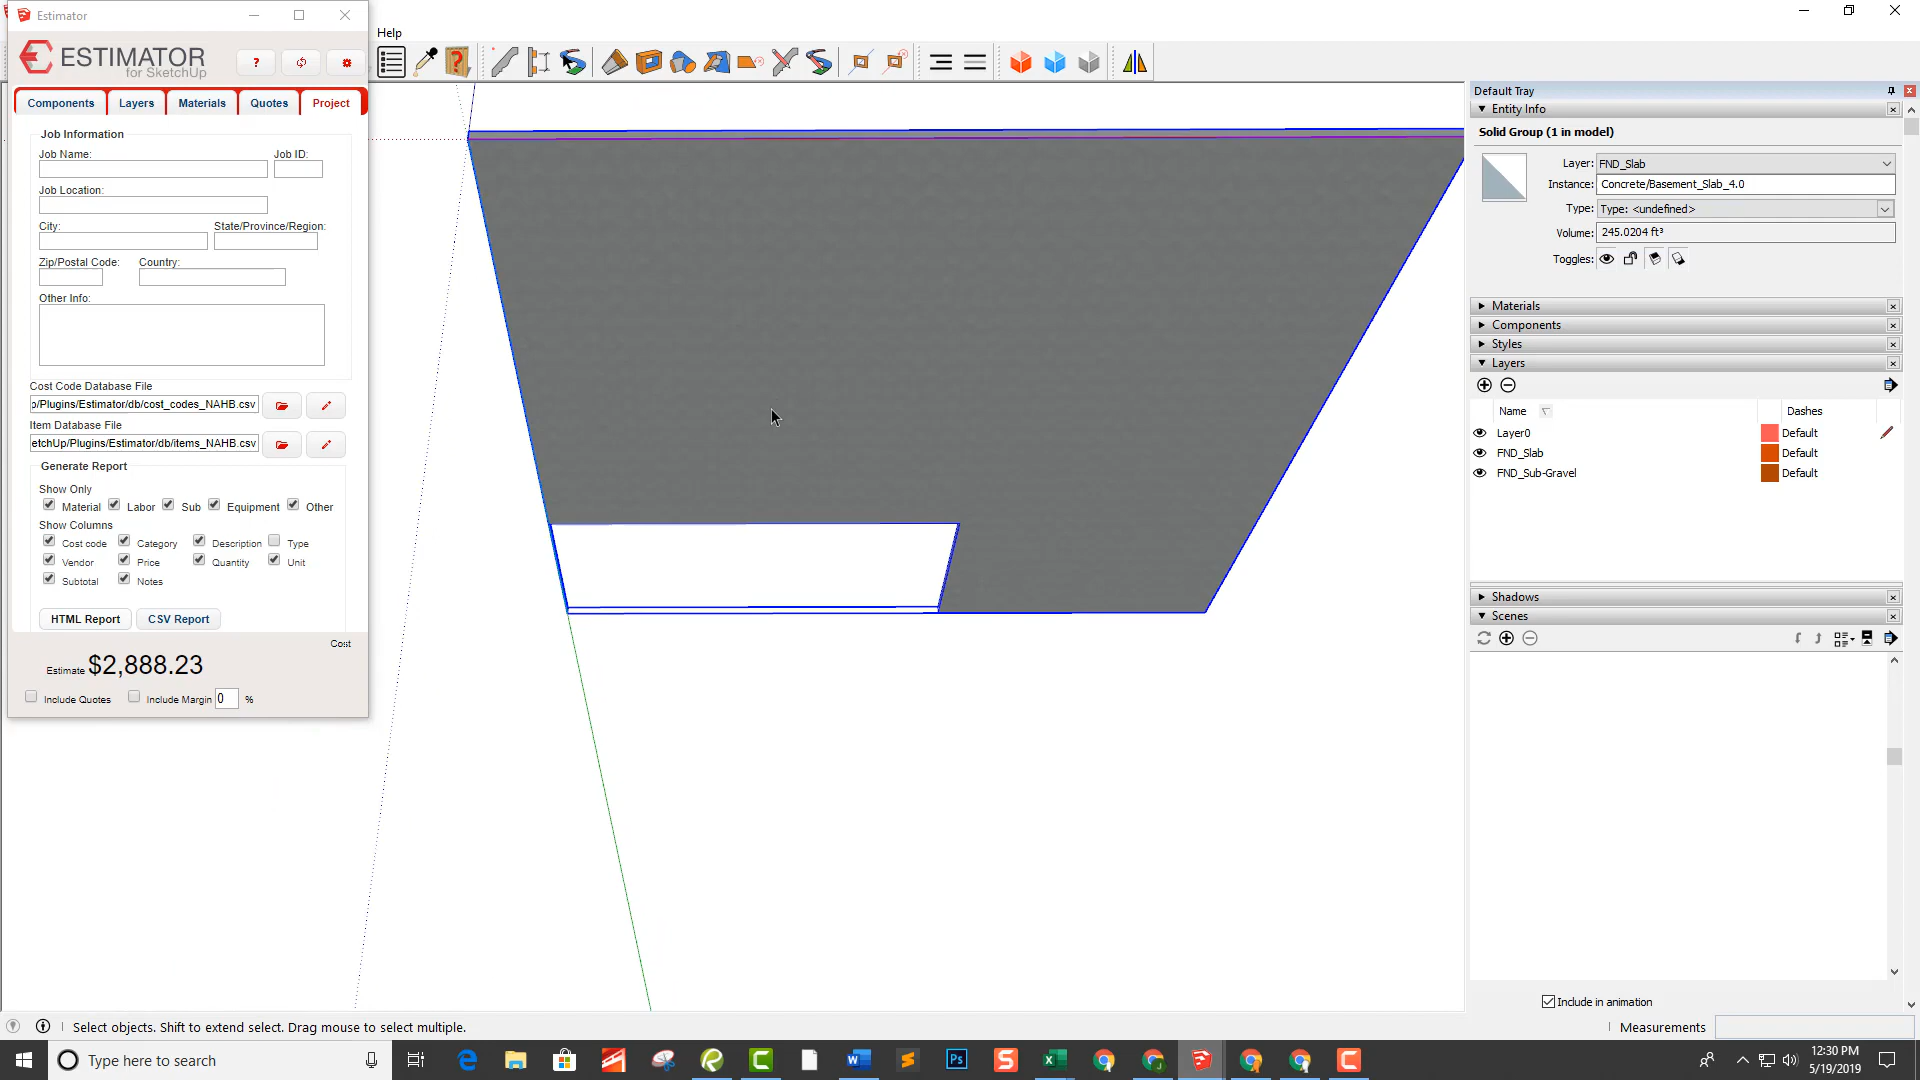 Estimator
ESTIMATOR
for SketchUp
?
Components Layers Materials Quotes Project
Job Information
Job Name: Job ID:
Job Location:
City: State/Province/Region:
Zip/Postal Code: Country:
Other Info:
Cost Code Database File
/Plugins/Estimator/db/cost_codes_NAHB.csv
Item Database File
etchUp/Plugins/Estimator/db/items_NAHB.csv
Generate Report
Show Only
Material Labor Sub Equipment Other
Show Columns
Cost code Category Description Type
Vendor Price Quantity Unit
Subtotal Notes
HTML Report CSV Report
Cost
Estimate $2,888.23
Include Quotes Include Margin 0 %
Help
Default Tray
Entity Info
Solid Group (1 in model)
Layer: FND_Slab
Instance: Concrete/Basement_Slab_4.0
Type: Type: <undefined>
Volume: 245.0204 ft³
Toggles:
Materials
Components
Styles
Layers
Name Dashes
Layer0 Default
FND_Slab Default
FND_Sub-Gravel Default
Shadows
Scenes
Include in animation
Select objects. Shift to extend select. Drag mouse to select multiple.
Measurements
Type here to search
12:30 PM
5/19/2019